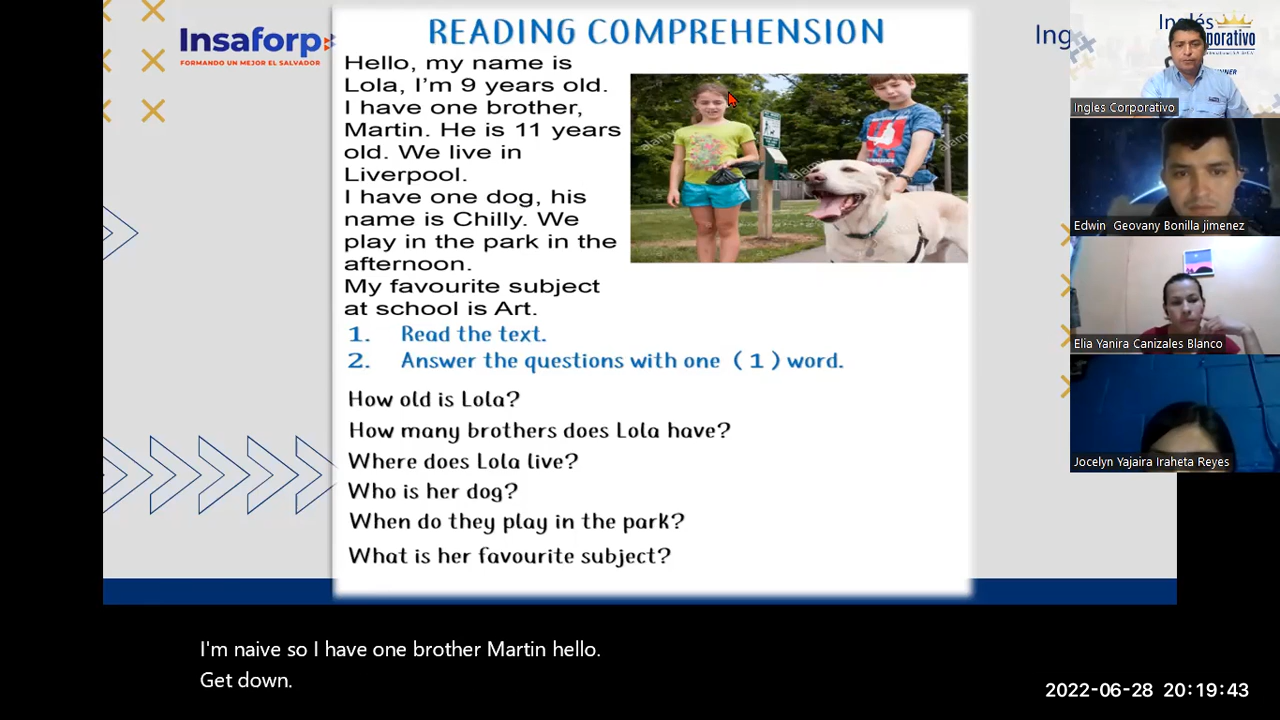 Insaforp
FORMANDO UN MEJOR EL SALVADOR
READING COMPREHENSION
Hello, my name is
Lola, I'm 9 years old.
I have one brother,
Martin. He is 11 years
old. We live in
Liverpool.
I have one dog, his
name is Chilly. We
play in the park in the
afternoon.
My favourite subject
at school is Art.
1. Read the text.
2. Answer the questions with one ( 1 ) word.
How old is Lola?
How many brothers does Lola have?
Where does Lola live?
Who is her dog?
When do they play in the park?
What is her favourite subject?
alamy
alamy
Ing
Inglés
orporativo
Ingles Corporativo
Edwin Geovany Bonilla jimenez
Elia Yanira Canizales Blanco
Jocelyn Yajaira Iraheta Reyes
I'm naive so I have one brother Martin hello.
Get down.
2022-06-28 20:19:43